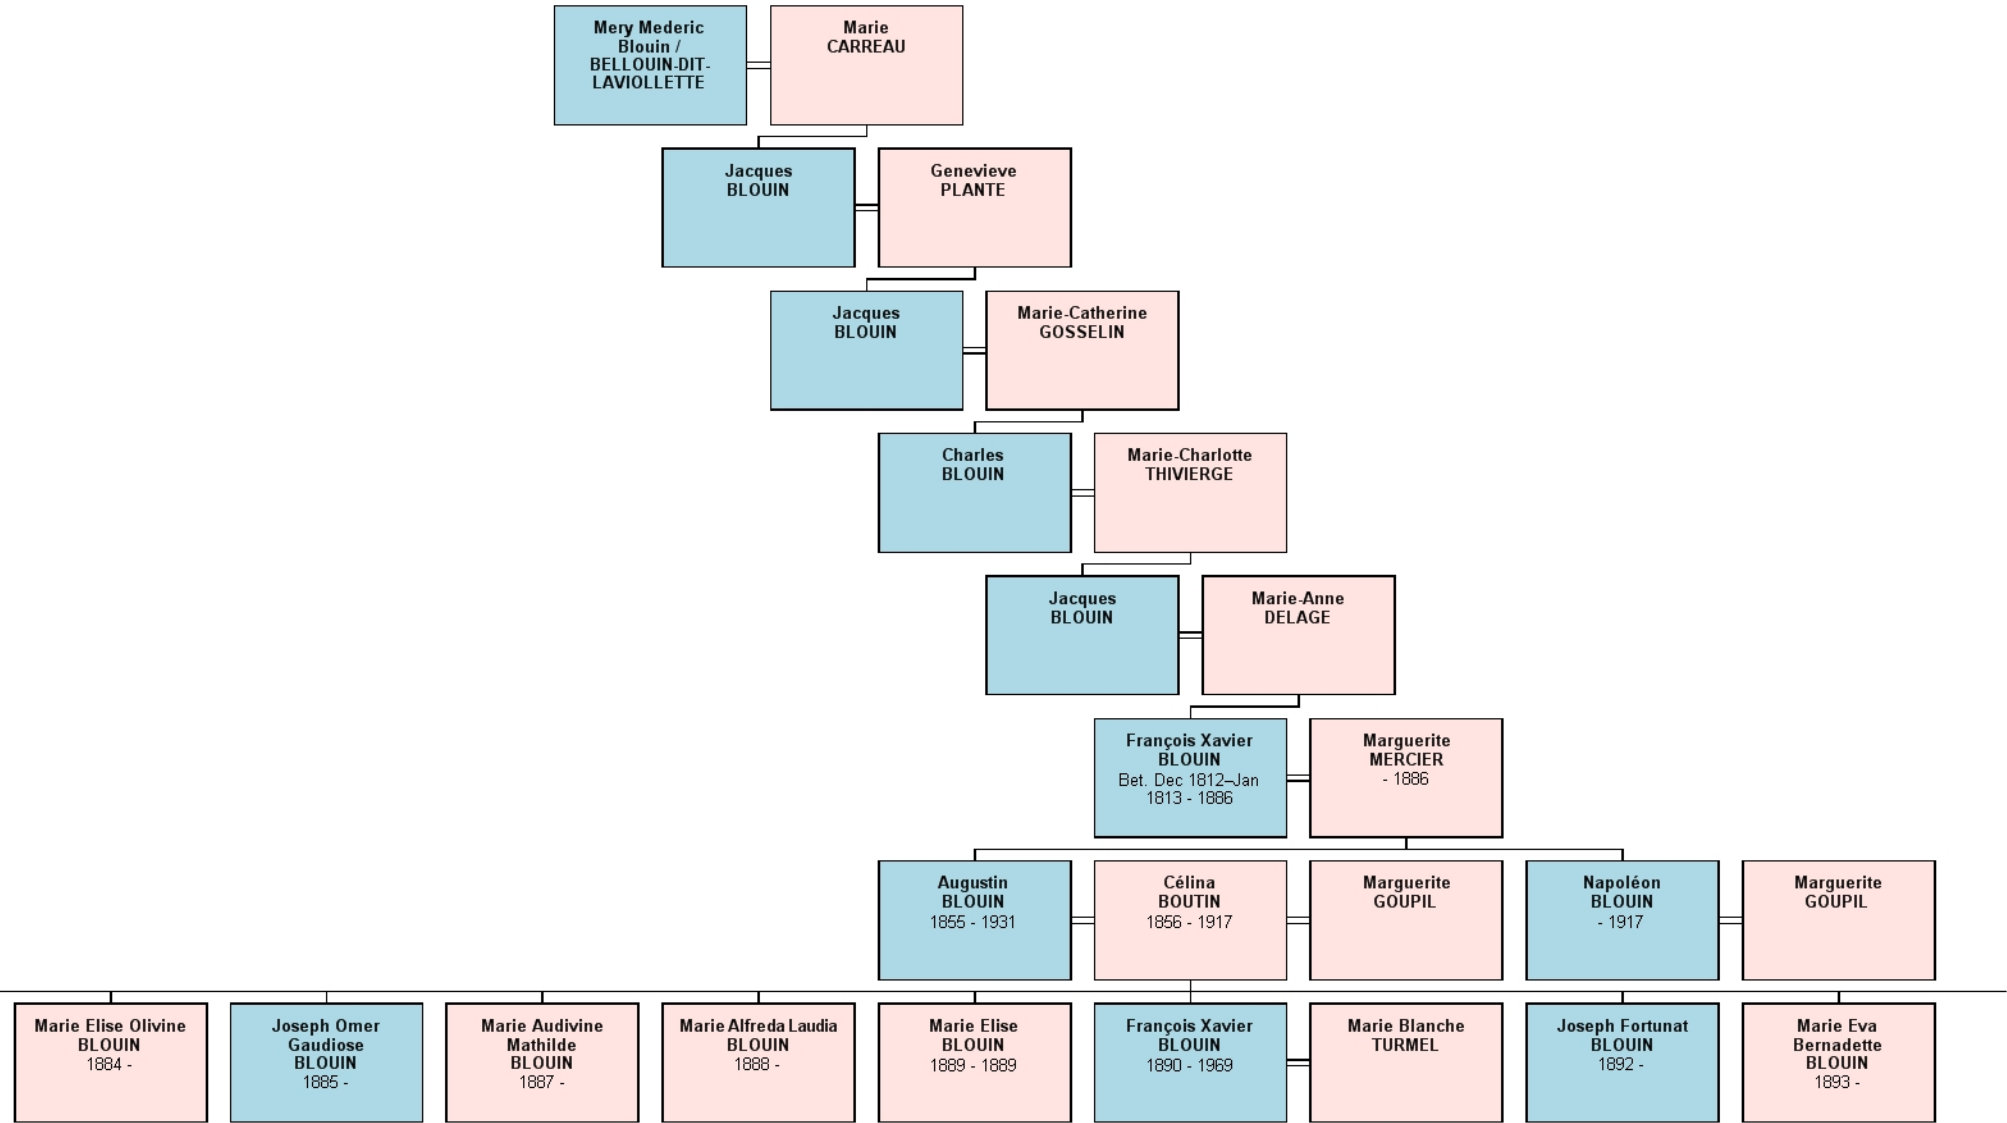 Mery Mederic
Blouin /
BELLOUIN-DIT-
LAVIOLLETTE
Marie
CARREAU
Jacques
BLOUIN
Genevieve
PLANTE
Jacques
BLOUIN
Marie-Catherine
GOSSELIN
Charles
BLOUIN
Marie-Charlotte
THIVIERGE
Jacques
BLOUIN
Marie-Anne
DELAGE
François Xavier
BLOUIN
Bet. Dec 1812–Jan
1813 - 1886
Marguerite
MERCIER
- 1886
Augustin
BLOUIN
1855 - 1931
Célina
BOUTIN
1856 - 1917
Marguerite
GOUPIL
Napoléon
BLOUIN
- 1917
Marguerite
GOUPIL
Marie Elise Olivine
BLOUIN
1884 -
Joseph Omer
Gaudiose
BLOUIN
1885 -
Marie Audivine
Mathilde
BLOUIN
1887 -
Marie Alfreda Laudia
BLOUIN
1888 -
Marie Elise
BLOUIN
1889 - 1889
François Xavier
BLOUIN
1890 - 1969
Marie Blanche
TURMEL
Joseph Fortunat
BLOUIN
1892 -
Marie Eva
Bernadette
BLOUIN
1893 -